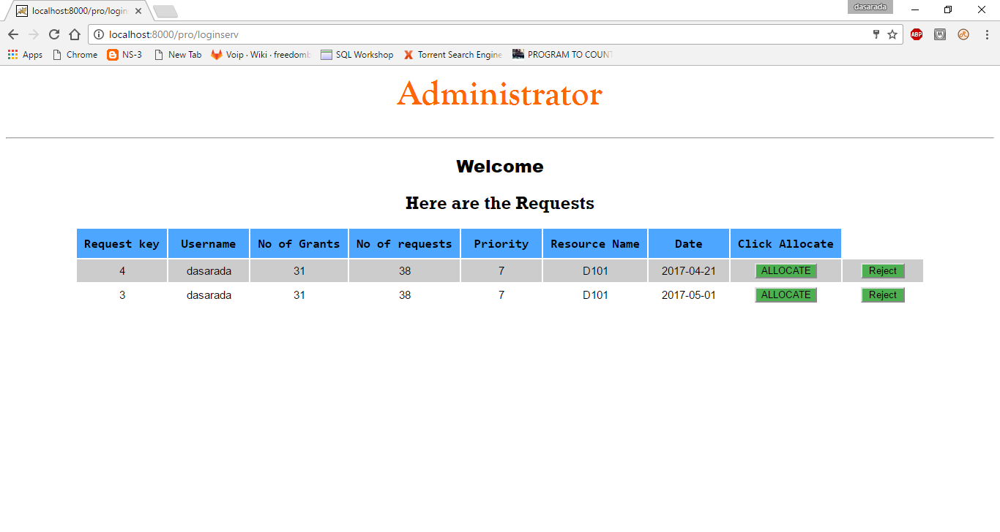 localhost:8000/pro/login
dasarada
localhost:8000/pro/loginserv
ABP
Apps Chrome NS-3 New Tab Voip · Wiki · freedomb SQL Workshop Torrent Search Engine PROGRAM TO COUNT
Administrator
Welcome
Here are the Requests
Request key Username No of Grants No of requests Priority Resource Name Date Click Allocate
4 dasarada 31 38 7 D101 2017-04-21 ALLOCATE Reject
3 dasarada 31 38 7 D101 2017-05-01 ALLOCATE Reject